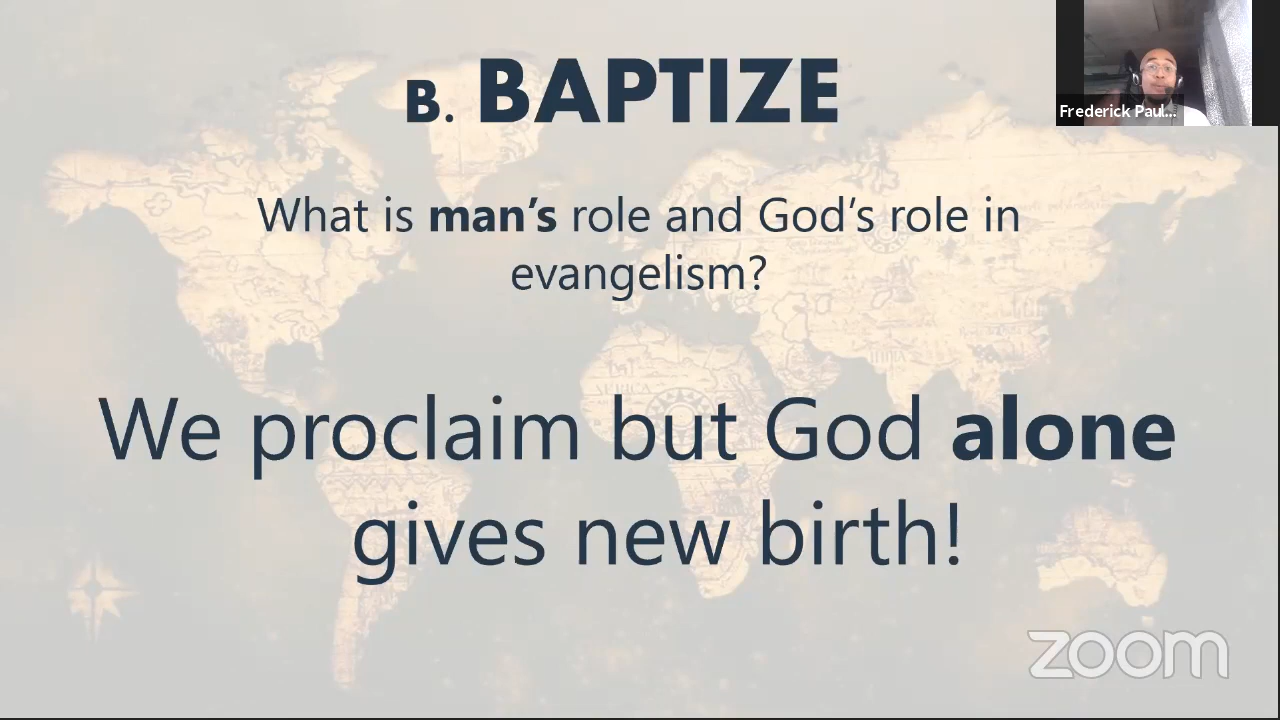 B. BAPTIZE
Frederick Paul...
What is man’s role and God’s role in
evangelism?
We proclaim but God alone
gives new birth!
zoom